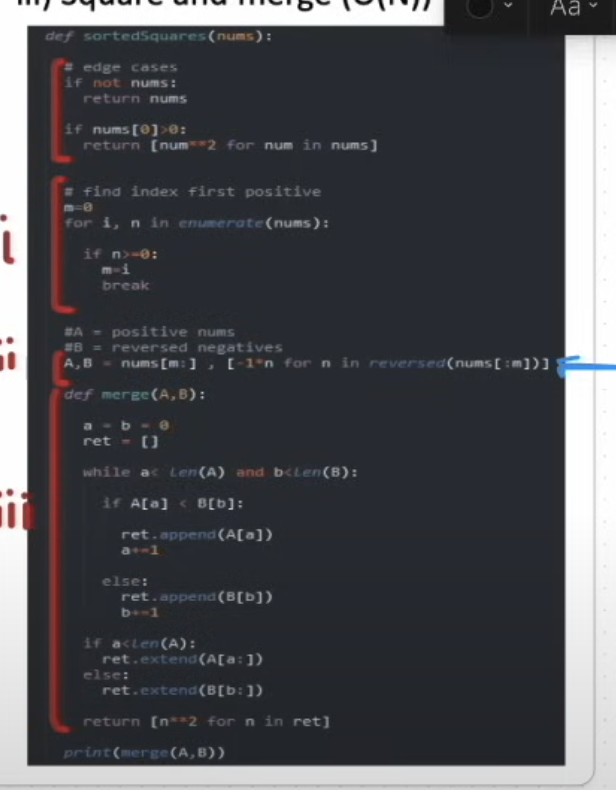 iii) Square and merge (O(N))
Aa
def sortedSquares(nums):
# edge cases
if not nums:
return nums
if nums[0]>0:
return [num**2 for num in nums]
# find index first positive
m=0
for i, n in enumerate(nums):
if n>=0:
m=i
break
#A = positive nums
#B = reversed negatives
A,B = nums[m:] , [-1*n for n in reversed(nums[:m])]
def merge(A,B):
a = b = 0
ret = []
while a< len(A) and b<len(B):
if A[a] < B[b]:
ret.append(A[a])
a+=1
else:
ret.append(B[b])
b+=1
if a<len(A):
ret.extend(A[a:])
else:
ret.extend(B[b:])
return [n**2 for n in ret]
print(merge(A,B))
i
ii
iii